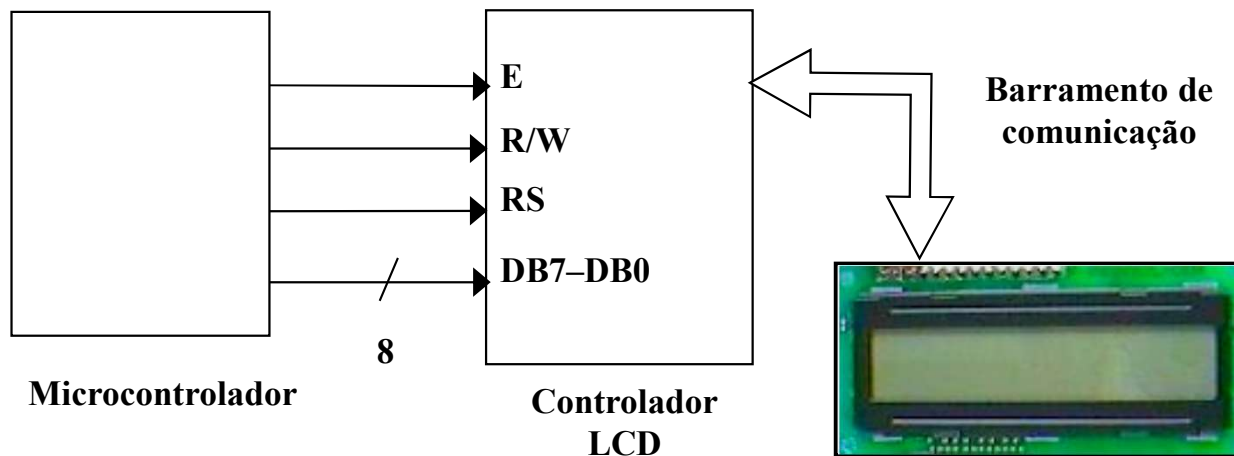 E
R/W
RS
DB7–DB0
8
Microcontrolador
Controlador
LCD
Barramento de
comunicação